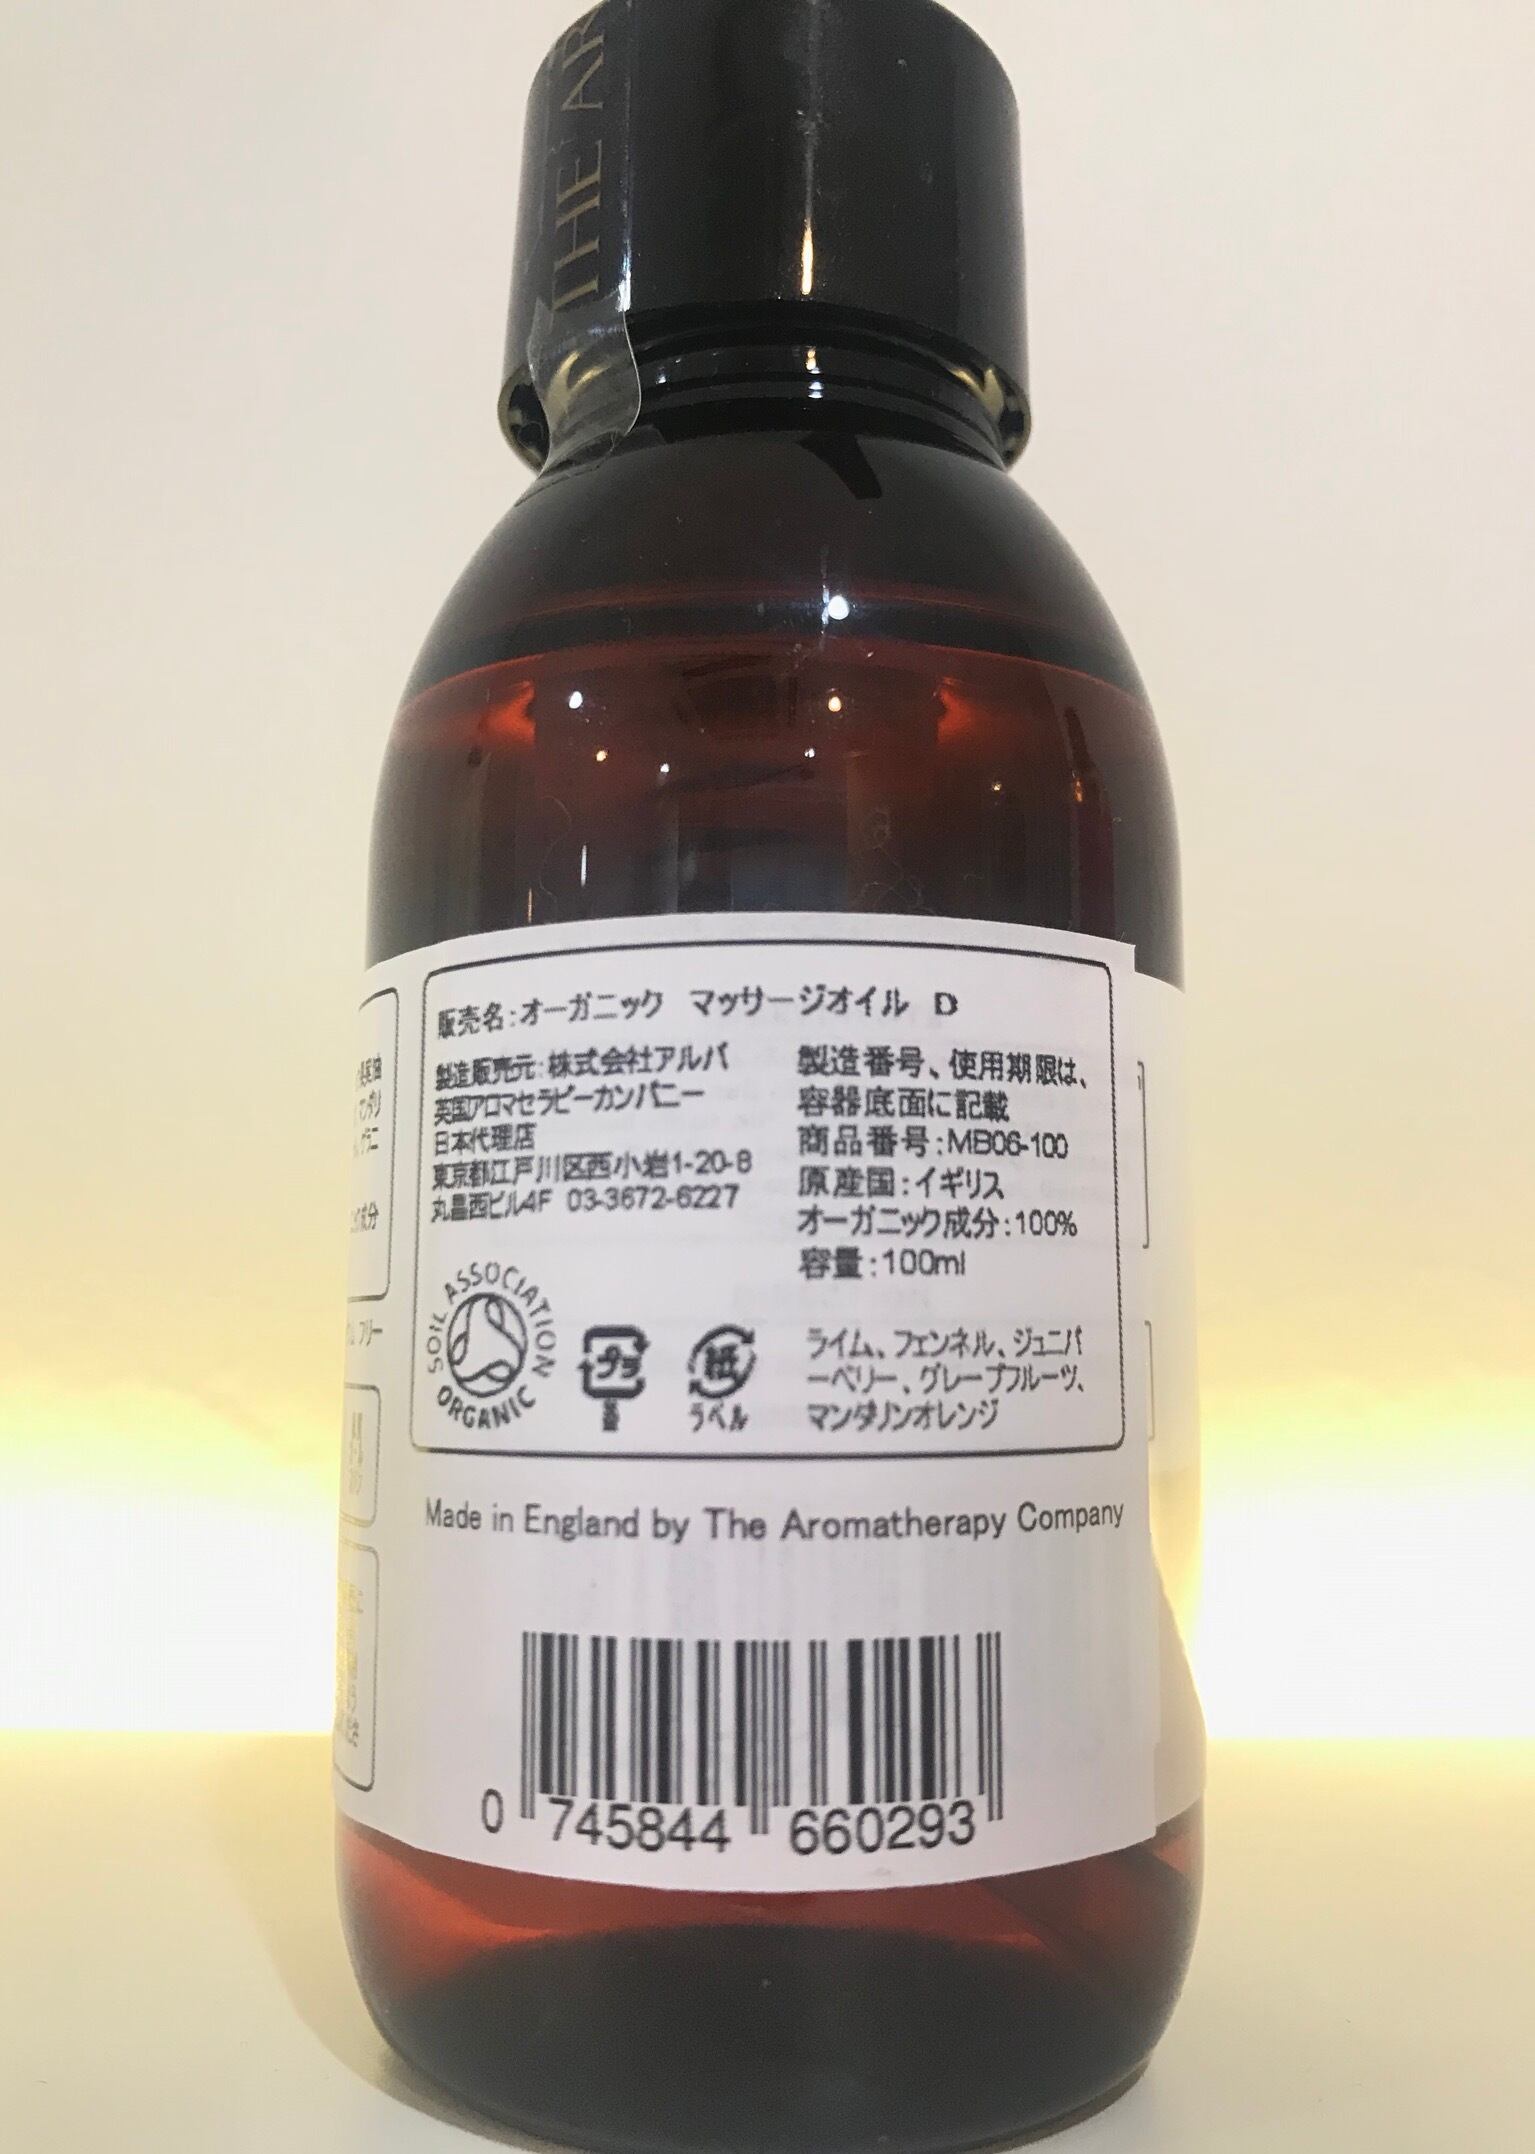 THE AR
販売名:オーガニック マッサージオイル D
製造販売元:株式会社アルバ
英国アロマセラピーカンパニー
日本代理店
東京都江戸川区西小岩1-20-8
丸昌西ビル4F 03-3672-6227
製造番号、使用期限は、
容器底面に記載
商品番号:MB06-100
原産国:イギリス
オーガニック成分:100%
容量:100ml
SOIL ASSOCIATION
ORGANIC
プラ
蓋
紙
ラベル
ライム、フェンネル、ジュニパ
ーベリー、グレープフルーツ、
マンダリンオレンジ
Made in England by The Aromatherapy Company
0 745844 660293
成分
フリー